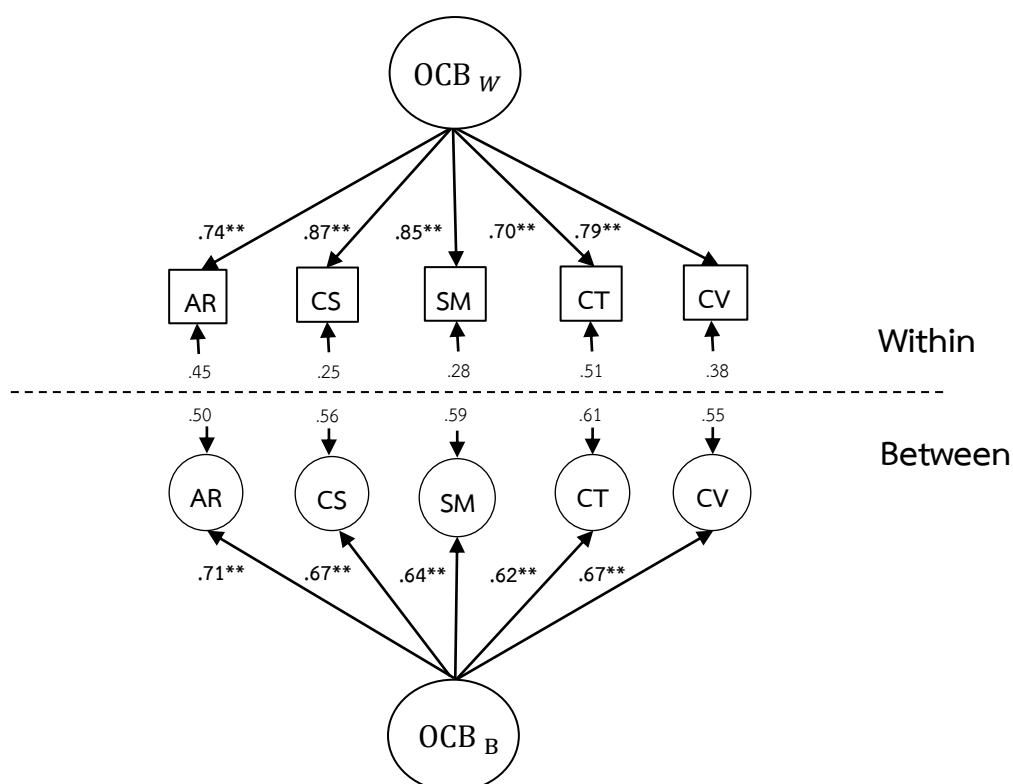 OCB W
.74** .87** .85** .70** .79**
AR CS SM CT CV
Within
.45 .25 .28 .51 .38
.50 .56 .59 .61 .55
Between
AR CS SM CT CV
.71** .67** .64** .62** .67**
OCB B